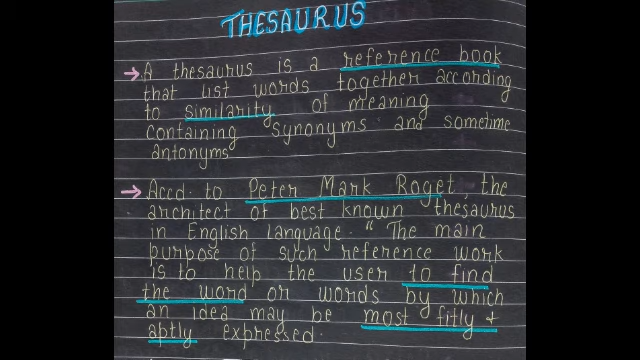 THESAURUS
→ A thesaurus is a reference book
that list words together according
to similarity of meaning
containing synonyms and sometime
antonyms
→ Accd. to Peter Mark Roget, the
architect of best known thesaurus
in English language. " The main
purpose of such reference work
is to help the user to find
the word or words by which
an idea may be most fitly +
aptly expressed.